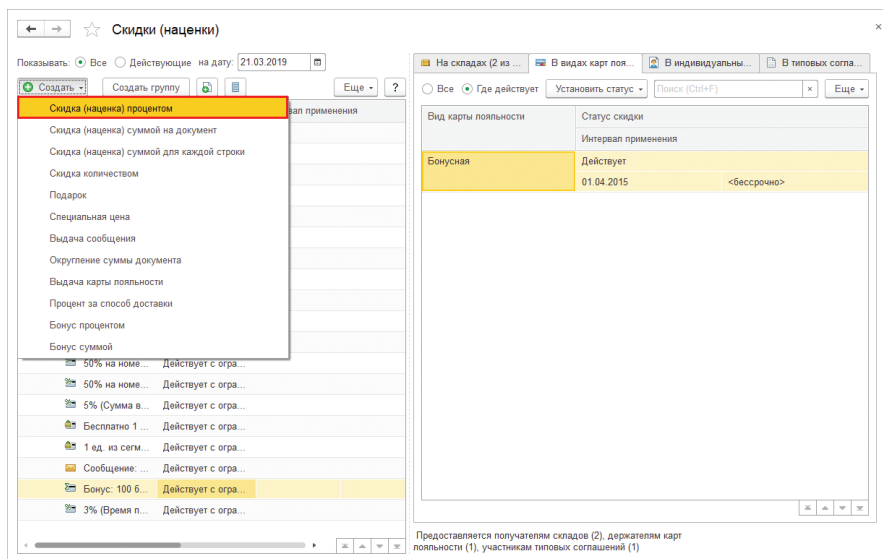 Скидки (наценки)
Показывать: Все Действующие на дату: 21.03.2019
Создать Создать группу Еще ?
Скидка (наценка) процентом
вал применения
Скидка (наценка) суммой на документ
Скидка (наценка) суммой для каждой строки
Скидка количеством
Подарок
Специальная цена
Выдача сообщения
Округление суммы документа
Выдача карты лояльности
Процент за способ доставки
Бонус процентом
Бонус суммой
50% на номе... Действует с огра...
50% на номе... Действует с огра...
5% (Сумма в... Действует с огра...
Бесплатно 1 ... Действует с огра...
1 ед. из сегм... Действует с огра...
Сообщение: ... Действует с огра...
Бонус: 100 б... Действует с огра...
3% (Время п... Действует с огра...
На складах (2 из ... В видах карт лоя... В индивидуальны... В типовых согла...
Все Где действует Установить статус Поиск (Ctrl+F) × Еще
Вид карты лояльности Статус скидки
Интервал применения
Бонусная Действует
01.04.2015 <бессрочно>
Предоставляется получателям складов (2), держателям карт
лояльности (1), участникам типовых соглашений (1)